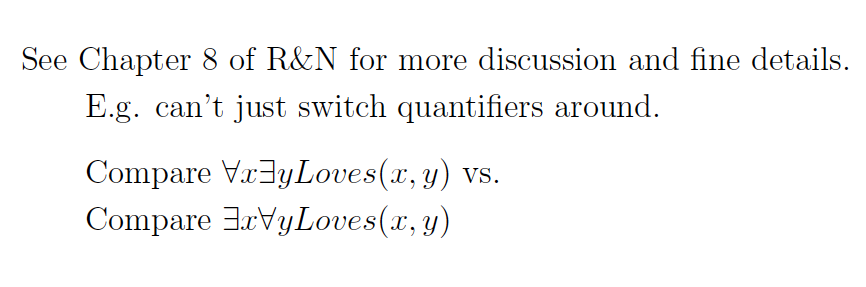 See Chapter 8 of R&N for more discussion and fine details.
E.g. can't just switch quantifiers around.
Compare ∀x∃yLoves(x, y) vs.
Compare ∃x∀yLoves(x, y)